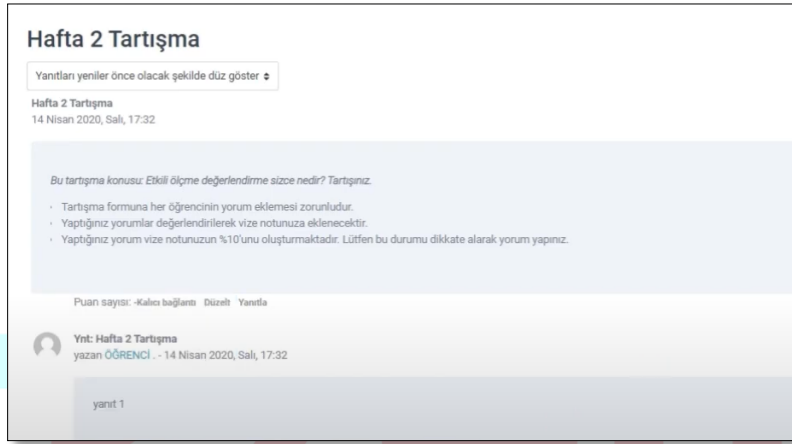 Hafta 2 Tartışma
Yanıtları yeniler önce olacak şekilde düz göster
Hafta 2 Tartışma
14 Nisan 2020, Salı, 17:32
Bu tartışma konusu: Etkili ölçme değerlendirme sizce nedir? Tartışınız.
Tartışma formuna her öğrencinin yorum eklemesi zorunludur.
Yaptığınız yorumlar değerlendirilerek vize notunuza eklenecektir.
Yaptığınız yorum vize notunuzun %10'unu oluşturmaktadır. Lütfen bu durumu dikkate alarak yorum yapınız.
Puan sayısı: -Kalıcı bağlantı Düzelt Yanıtla
Ynt: Hafta 2 Tartışma
yazan ÖĞRENCİ . - 14 Nisan 2020, Salı, 17:32
yanıt 1